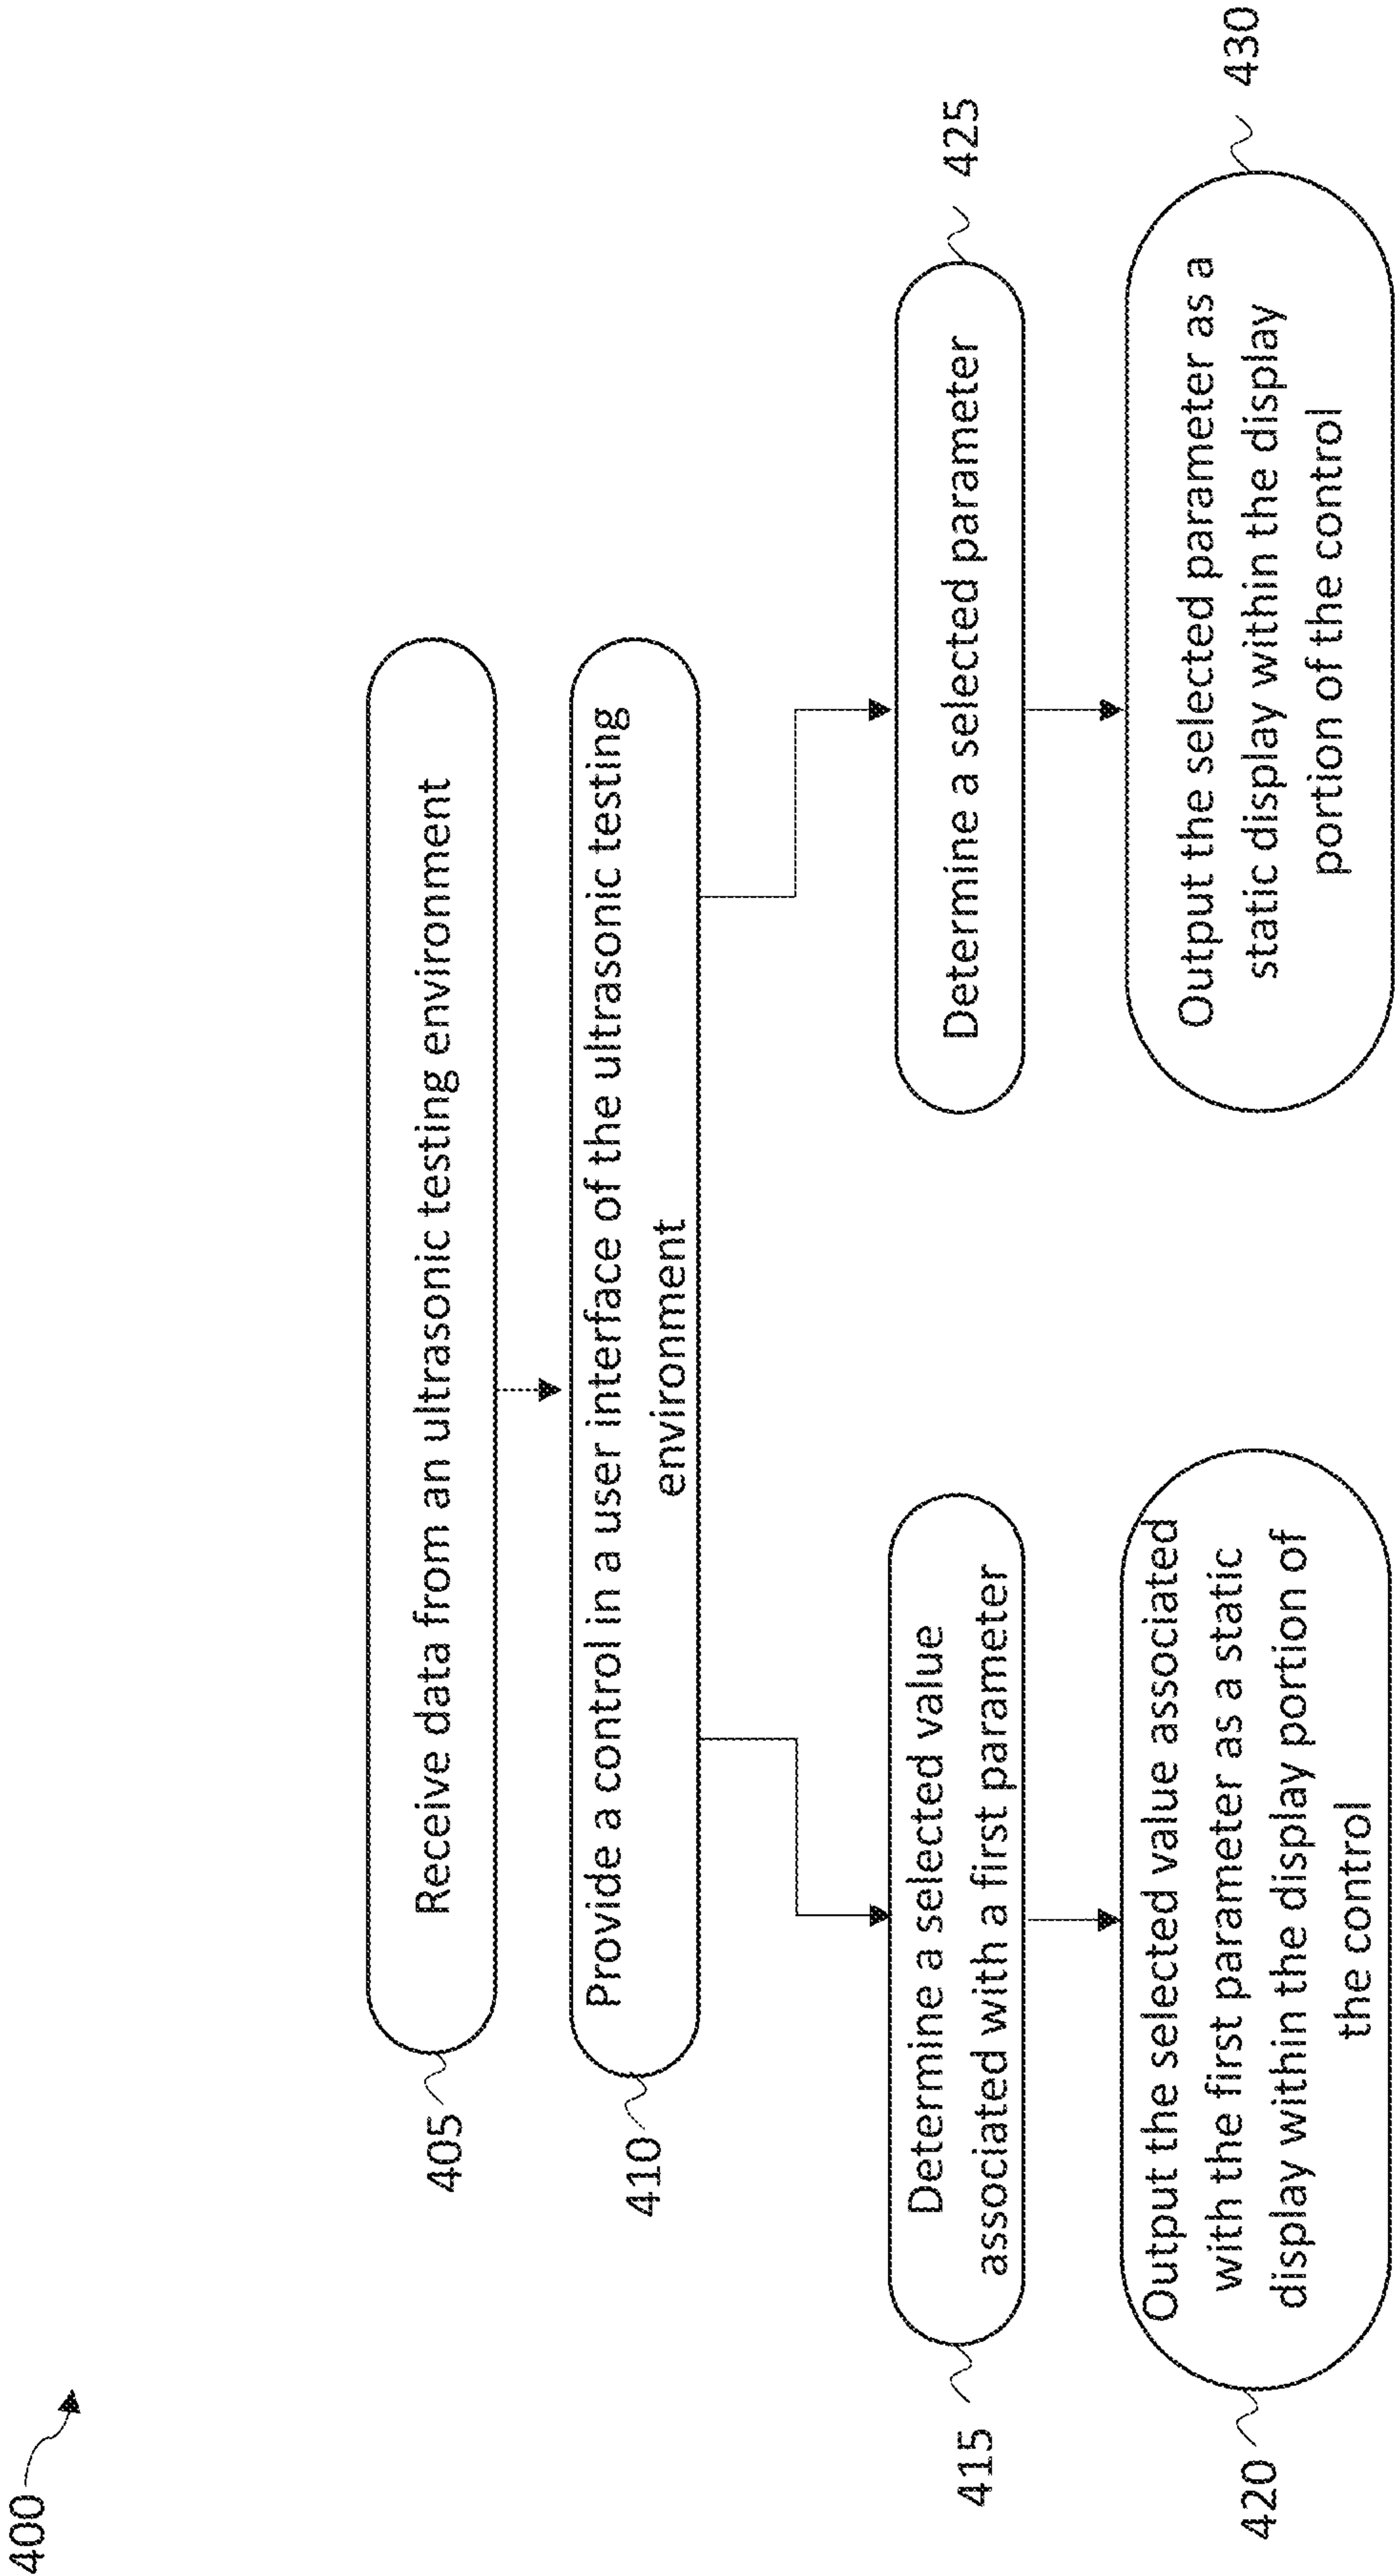 400
405
Receive data from an ultrasonic testing environment
410
Provide a control in a user interface of the ultrasonic testing
environment
415
Determine a selected value
associated with a first parameter
425
Determine a selected parameter
420
Output the selected value associated
with the first parameter as a static
display within the display portion of
the control
430
Output the selected parameter as a
static display within the display
portion of the control